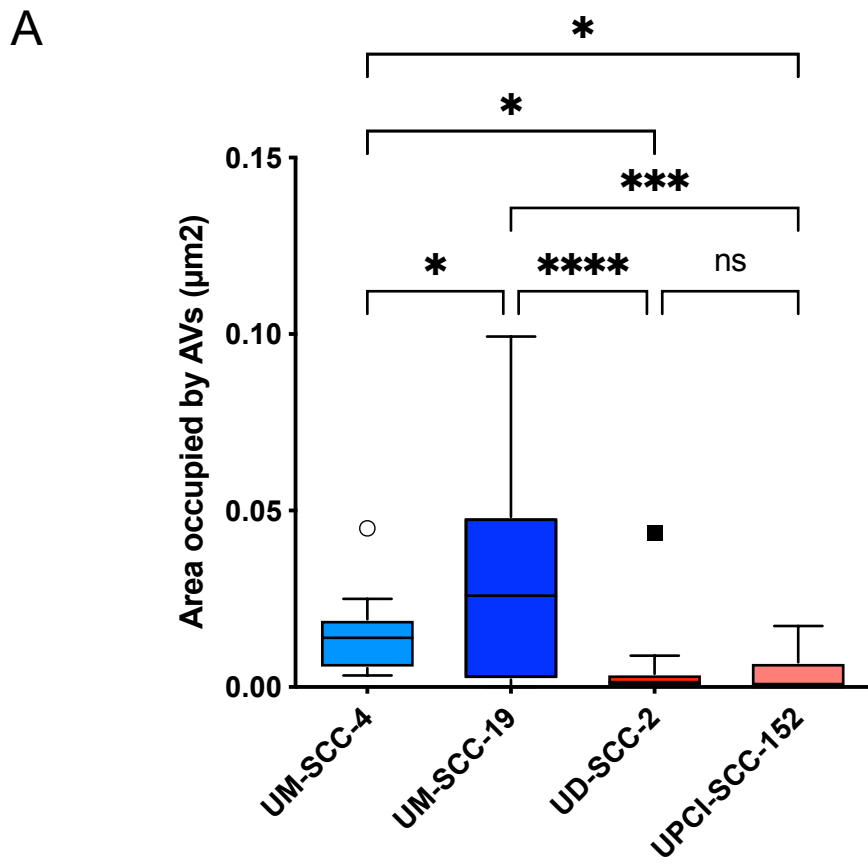 A
*
*
***
* **** ns
Area occupied by AVs (µm2)
0.15
0.10
0.05
0.00
UM-SCC-4
UM-SCC-19
UD-SCC-2
UPCI-SCC-152